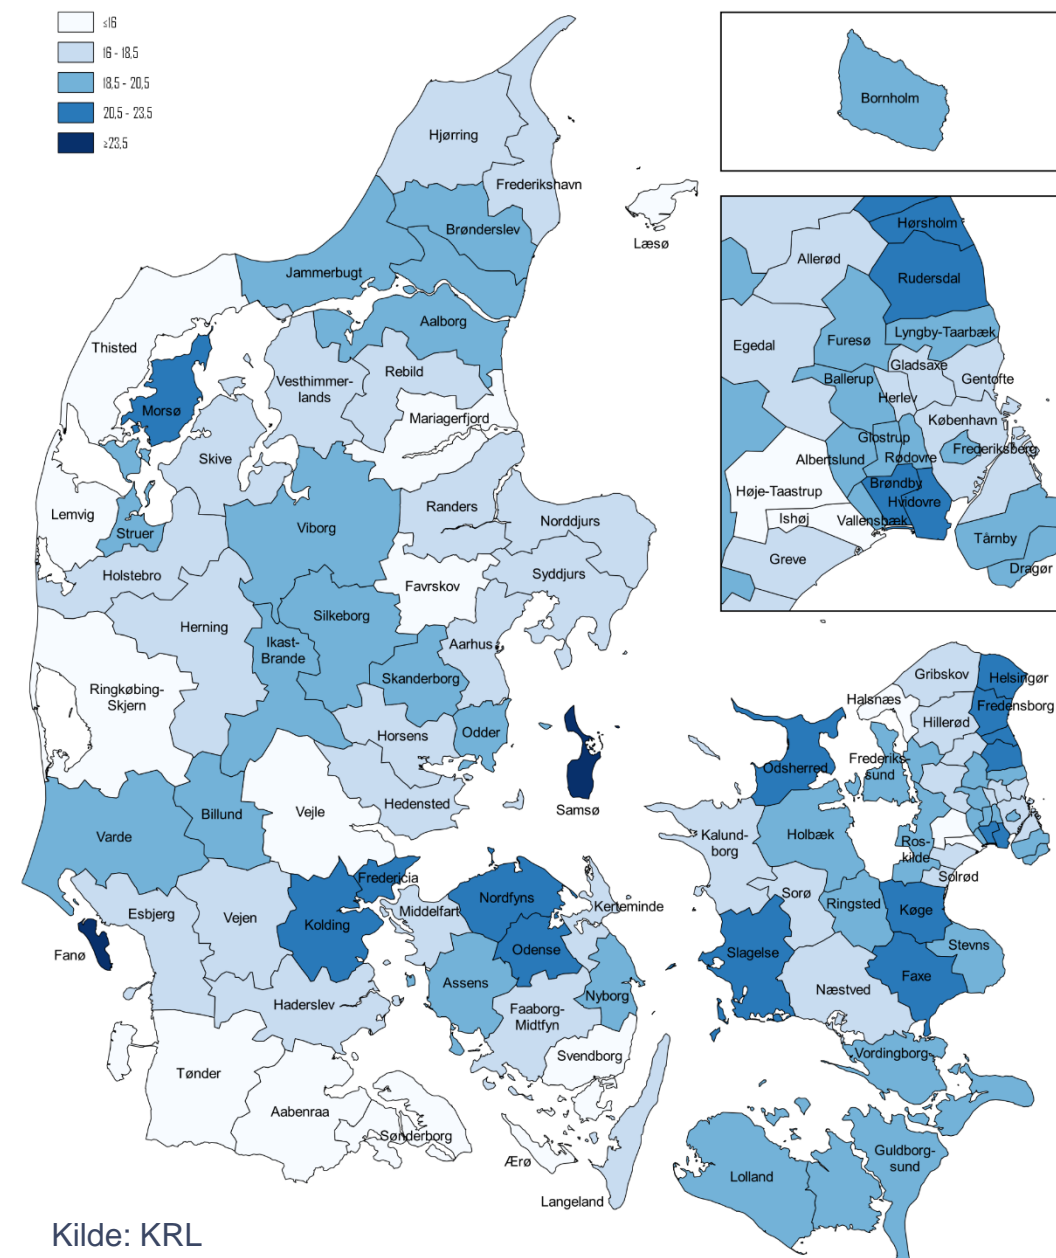 ≤16
16 - 18,5
18,5 - 20,5
20,5 - 23,5
≥23,5
Bornholm
Hjørring
Frederikshavn
Læsø
Brønderslev
Jammerbugt
Aalborg
Thisted
Vesthimmer-
lands
Rebild
Mariagerfjord
Morsø
Skive
Lemvig
Struer
Viborg
Randers
Norddjurs
Holstebro
Favrskov
Syddjurs
Herning
Silkeborg
Ikast-
Brande
Aarhus
Skanderborg
Ringkøbing-
Skjern
Horsens
Odder
Hedensted
Samsø
Billund
Vejle
Varde
Fredericia
Kolding
Vejen
Esbjerg
Fanø
Haderslev
Tønder
Aabenraa
Sønderborg
Middelfart
Nordfyns
Kerteminde
Odense
Assens
Nyborg
Faaborg-
Midtfyn
Svendborg
Ærø
Langeland
Hørsholm
Allerød
Rudersdal
Egedal
Furesø
Lyngby-Taarbæk
Gladsaxe
Gentofte
Ballerup
Herlev
København
Glostrup
Frederiksberg
Albertslund
Rødovre
Brøndby
Høje-Taastrup
Hvidovre
Ishøj
Vallensbæk
Greve
Tårnby
Dragør
Gribskov
Helsingør
Halsnæs
Fredensborg
Hillerød
Odsherred
Frederiks-
sund
Kalund-
borg
Holbæk
Ros-
kilde
Solrød
Sorø
Ringsted
Køge
Slagelse
Stevns
Faxe
Næstved
Vordingborg
Guldborg-
sund
Lolland
Kilde: KRL